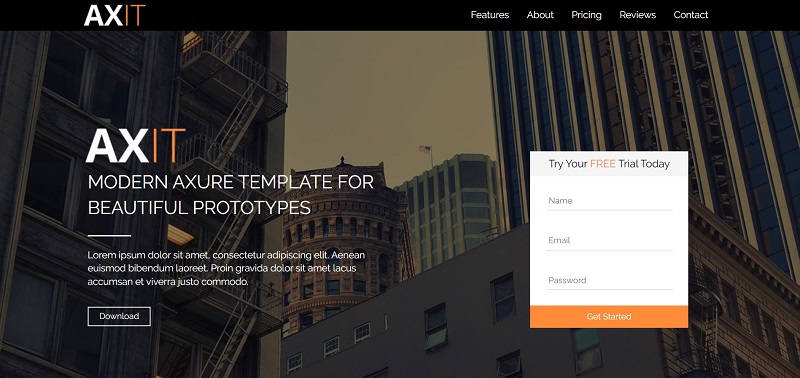 AXIT
Features About Pricing Reviews Contact
AXIT
MODERN AXURE TEMPLATE FOR
BEAUTIFUL PROTOTYPES
Lorem ipsum dolor sit amet, consectetur adipiscing elit. Aenean
euismod bibendum laoreet. Proin gravida dolor sit amet lacus
accumsan et viverra justo commodo.
Download
Try Your FREE Trial Today
Name
Email
Password
Get Started